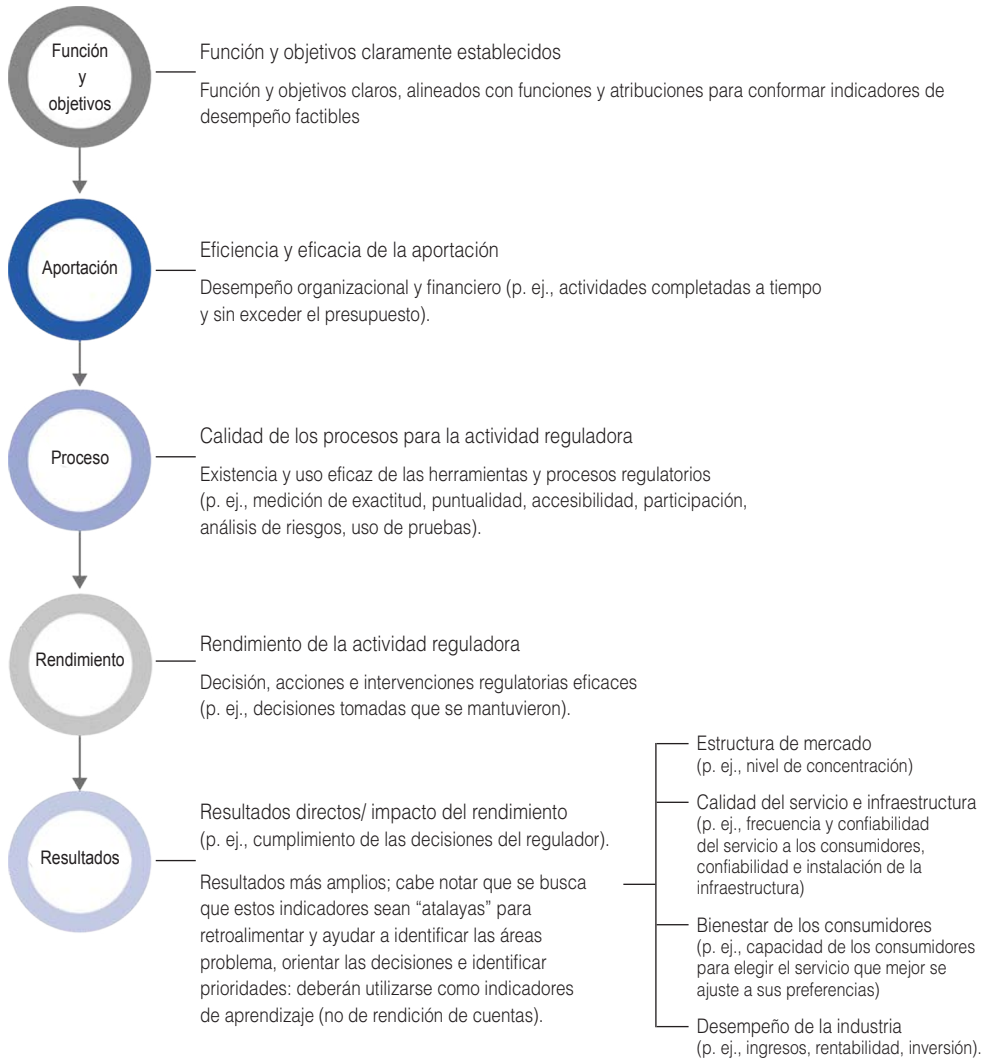 Función
y
objetivos
Función y objetivos claramente establecidos
Función y objetivos claros, alineados con funciones y atribuciones para conformar indicadores de
desempeño factibles
Aportación
Eficiencia y eficacia de la aportación
Desempeño organizacional y financiero (p. ej., actividades completadas a tiempo
y sin exceder el presupuesto).
Proceso
Calidad de los procesos para la actividad reguladora
Existencia y uso eficaz de las herramientas y procesos regulatorios
(p. ej., medición de exactitud, puntualidad, accesibilidad, participación,
análisis de riesgos, uso de pruebas).
Rendimiento
Rendimiento de la actividad reguladora
Decisión, acciones e intervenciones regulatorias eficaces
(p. ej., decisiones tomadas que se mantuvieron).
Resultados
Resultados directos/ impacto del rendimiento
(p. ej., cumplimiento de las decisiones del regulador).
Resultados más amplios; cabe notar que se busca
que estos indicadores sean “atalayas” para
retroalimentar y ayudar a identificar las áreas
problema, orientar las decisiones e identificar
prioridades: deberán utilizarse como indicadores
de aprendizaje (no de rendición de cuentas).
Estructura de mercado
(p. ej., nivel de concentración)
Calidad del servicio e infraestructura
(p. ej., frecuencia y confiabilidad
del servicio a los consumidores,
confiabilidad e instalación de la
infraestructura)
Bienestar de los consumidores
(p. ej., capacidad de los consumidores
para elegir el servicio que mejor se
ajuste a sus preferencias)
Desempeño de la industria
(p. ej., ingresos, rentabilidad, inversión).